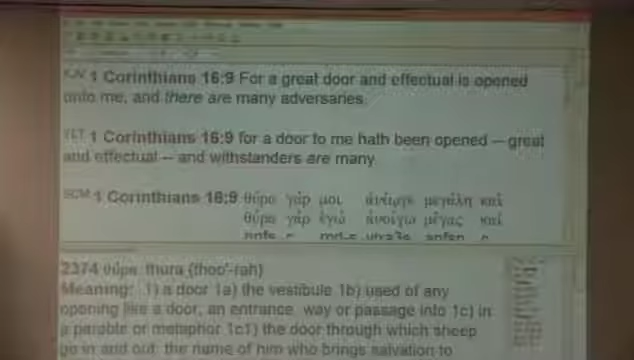 KJV 1 Corinthians 16:9 For a great door and effectual is opened
unto me, and there are many adversaries.
YLT 1 Corinthians 16:9 for a door to me hath been opened -- great
and effectual -- and withstanders are many.
1 Corinthians 16:9 θύρα γάρ μοι ἀνέῳγε μεγάλη καὶ
θύρα γάρ ἐγώ ἀνοίγω μέγας καί
2374 θύρα thura {thoo'-rah}
Meaning: 1) a door 1a) the vestibule 1b) used of any
opening like a door, an entrance, way or passage into 1c) in
a parable or metaphor 1c1) the door through which sheep
go in and out, the name of him who brings salvation to